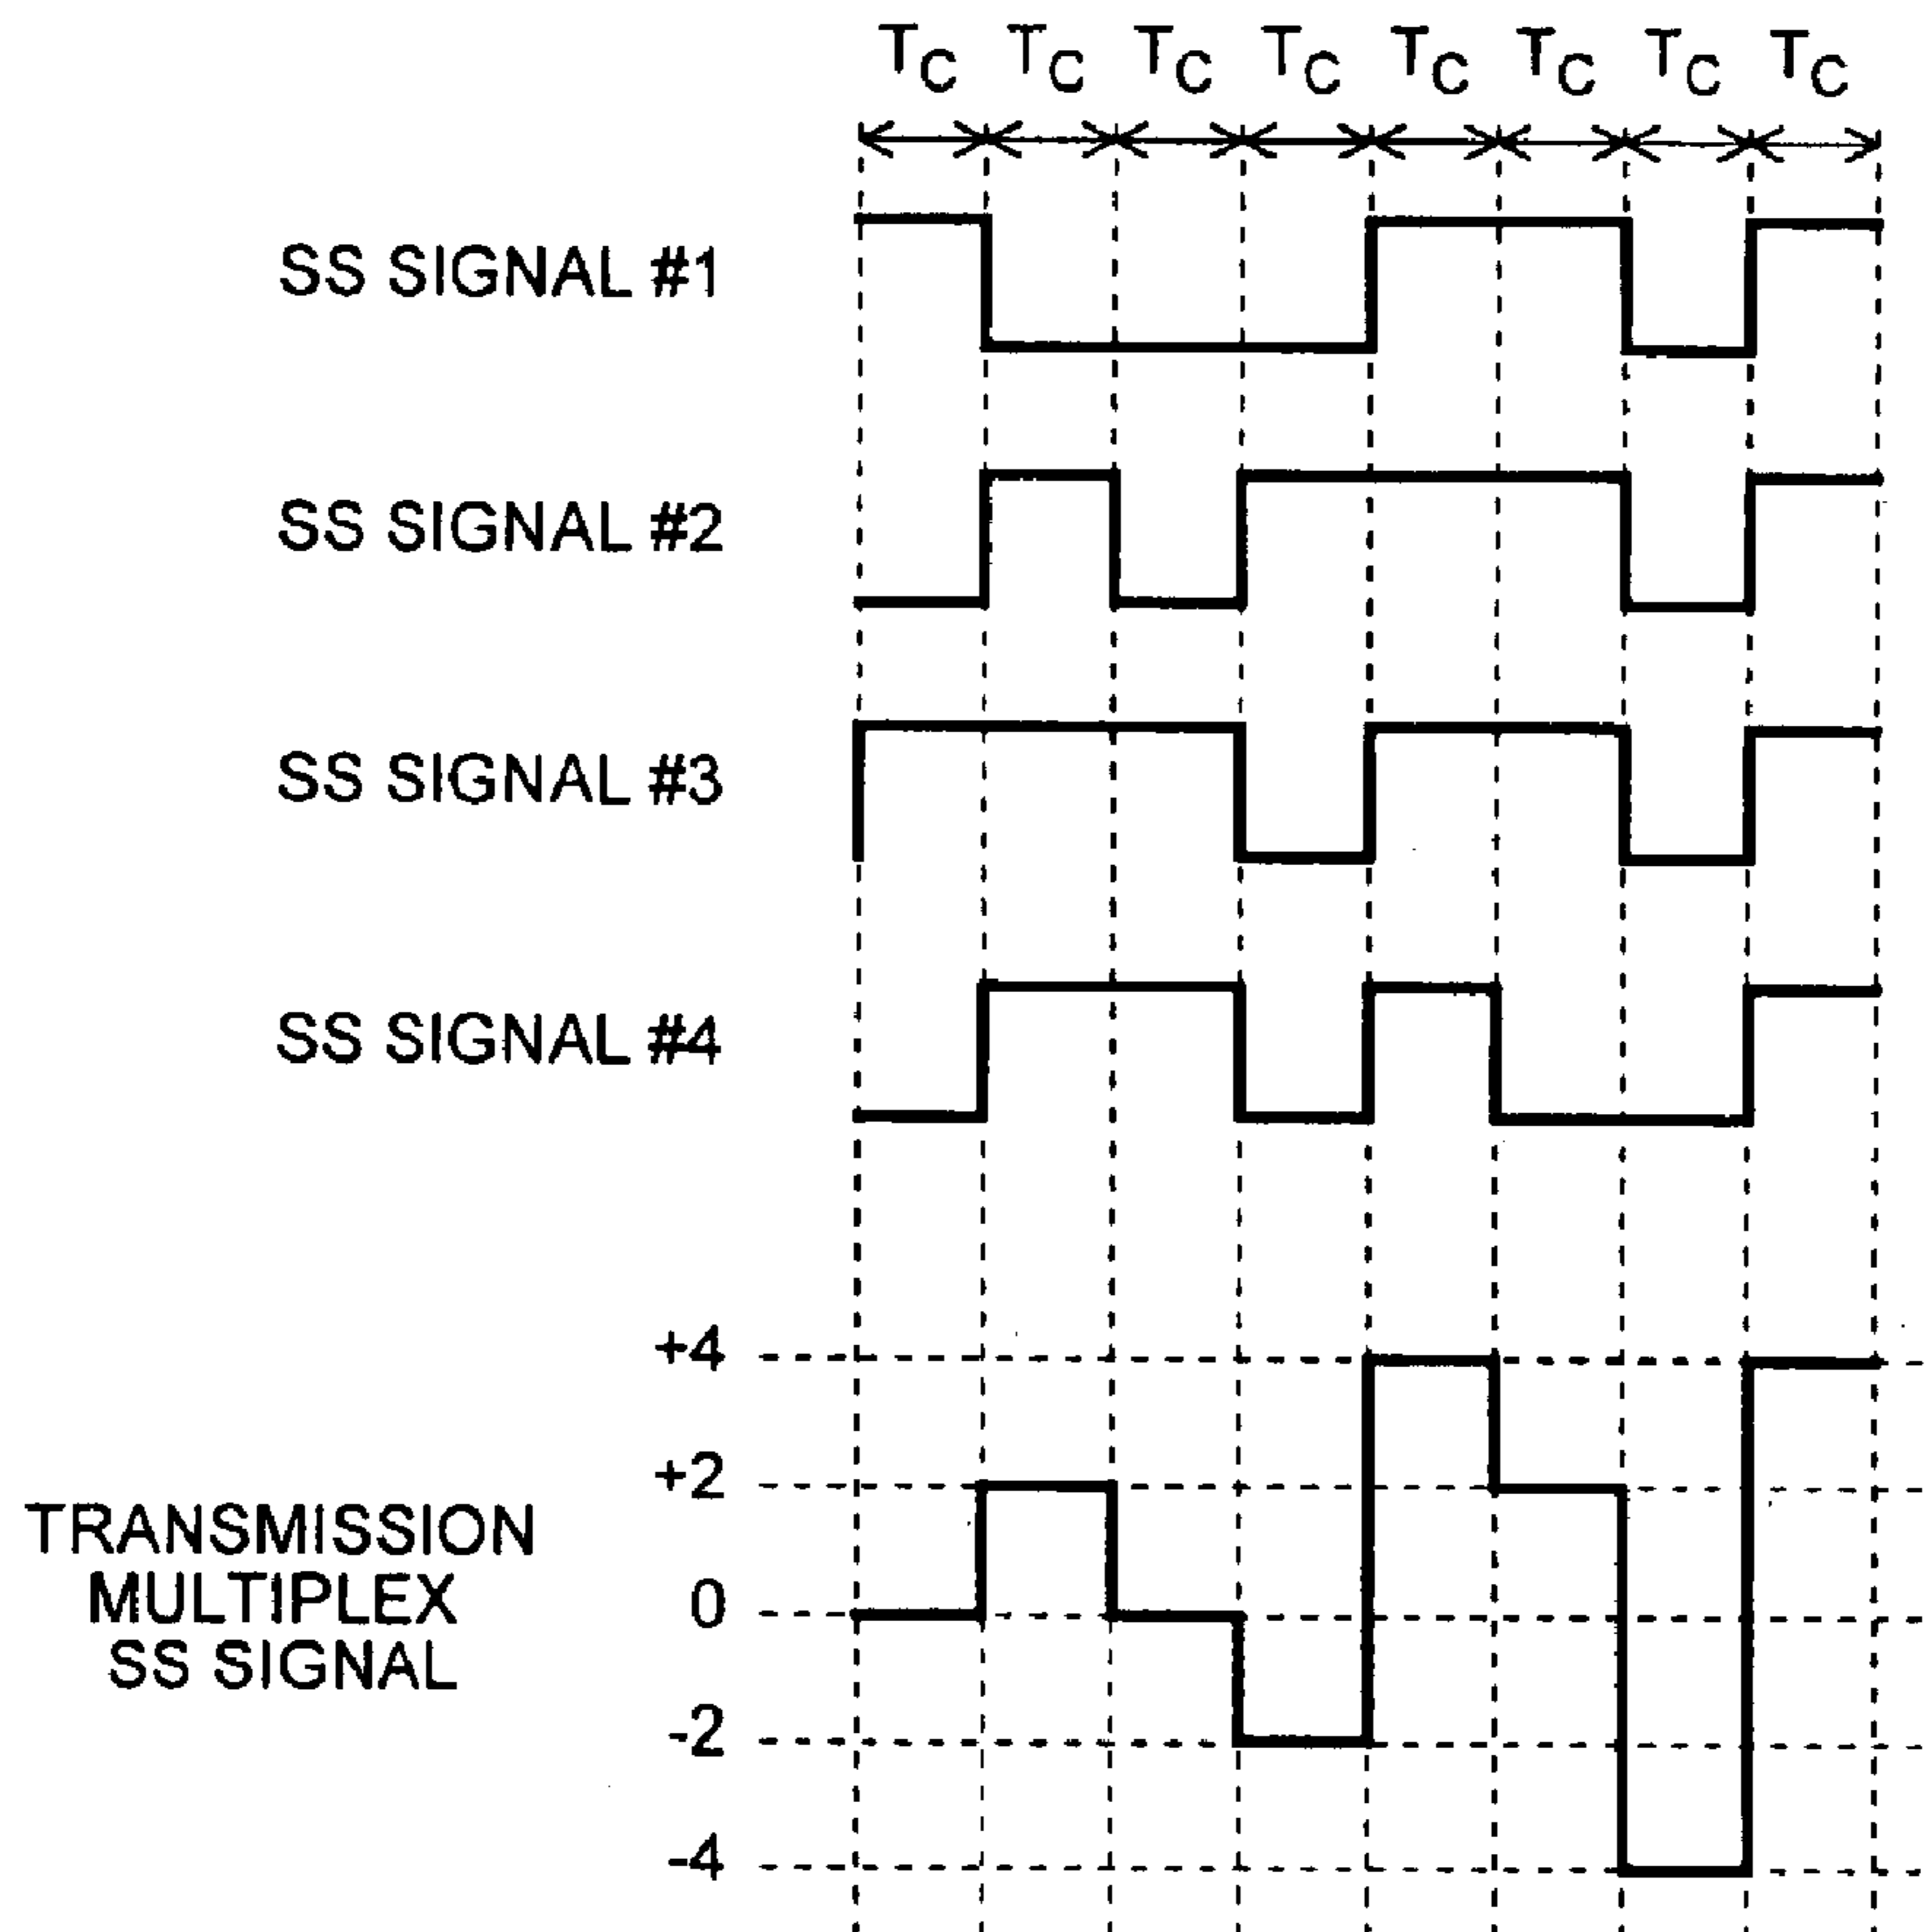 TC TC TC TC TC TC TC TC
SS SIGNAL #1
SS SIGNAL #2
SS SIGNAL #3
SS SIGNAL #4
+4
+2
TRANSMISSION
MULTIPLEX
SS SIGNAL
0
-2
-4